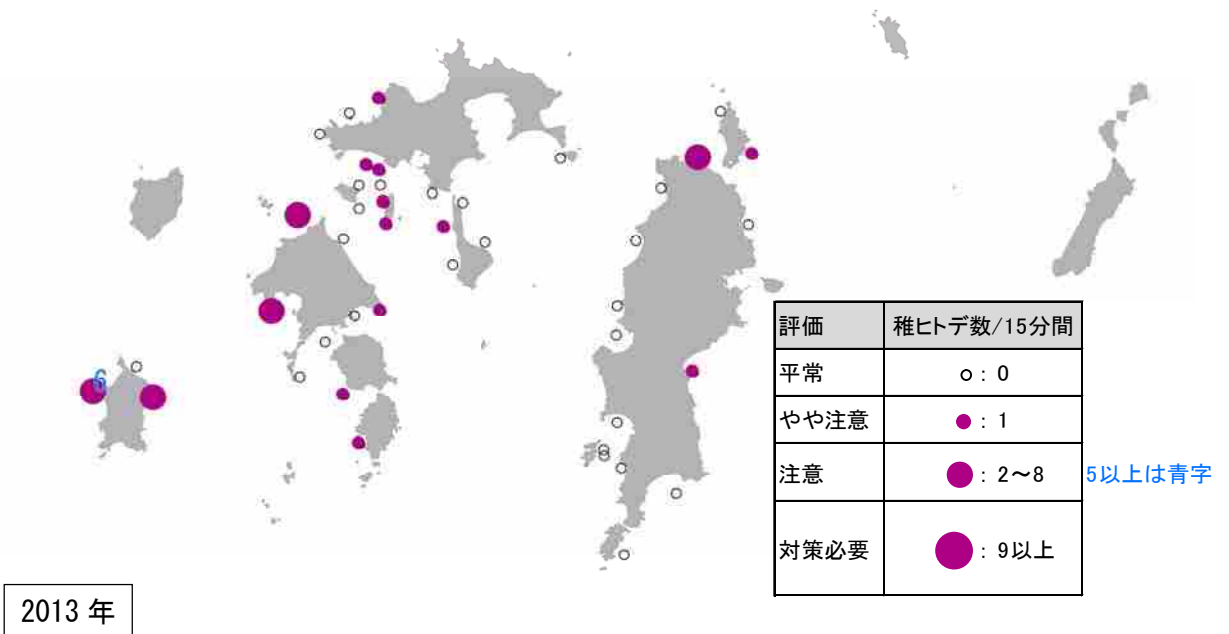 6
評価 稚ヒトデ数/15分間
平常 ○：0
やや注意 ●：1
注意 ●：2～8 5以上は青字
対策必要 ●：9以上
2013 年